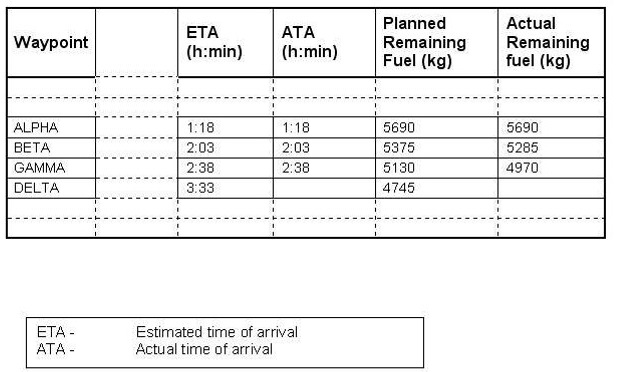 Waypoint ETA (h:min) ATA (h:min) Planned Remaining Fuel (kg) Actual Remaining fuel (kg)
ALPHA 1:18 1:18 5690 5690
BETA 2:03 2:03 5375 5285
GAMMA 2:38 2:38 5130 4970
DELTA 3:33 4745
ETA - Estimated time of arrival
ATA - Actual time of arrival